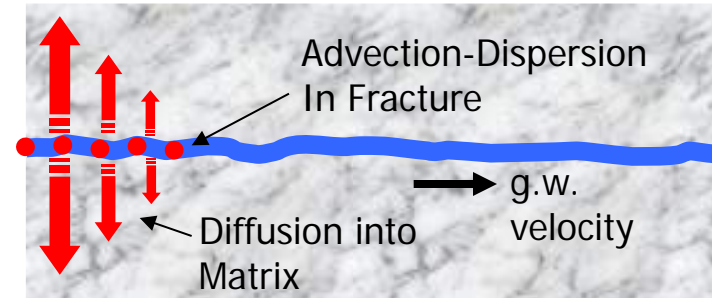 Advection-Dispersion
In Fracture
g.w.
velocity
Diffusion into
Matrix